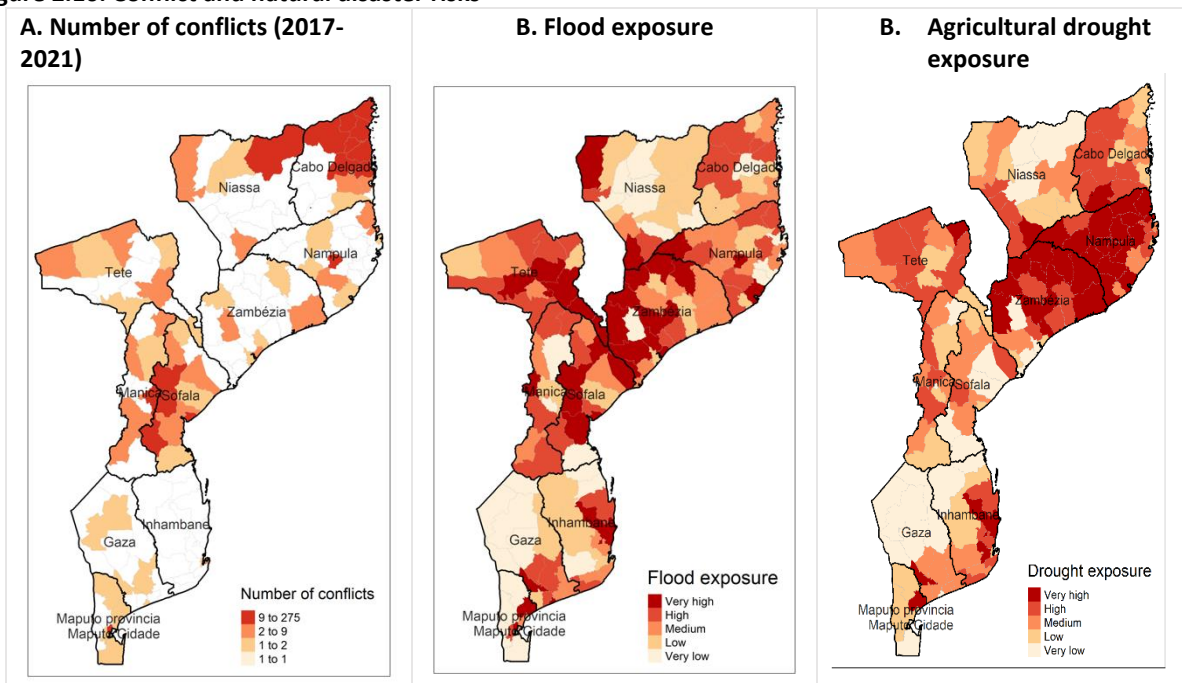 A. Number of conflicts (2017-
2021)
B. Flood exposure
B. Agricultural drought
exposure
Cabo Delgado
Niassa
Nampula
Tete
Zambézia
Manica
Sofala
Inhambane
Gaza
Maputo provincia
Maputo Cidade
Number of conflicts
9 to 275
2 to 9
1 to 2
1 to 1
Cabo Delgado
Niassa
Nampula
Tete
Zambézia
Manica
Sofala
Inhambane
Gaza
Maputo provincia
Maputo Cidade
Flood exposure
Very high
High
Medium
Low
Very low
Cabo Delgado
Niassa
Nampula
Tete
Zambézia
Manica
Sofala
Inhambane
Gaza
Maputo provincia
Maputo Cidade
Drought exposure
Very high
High
Medium
Low
Very low